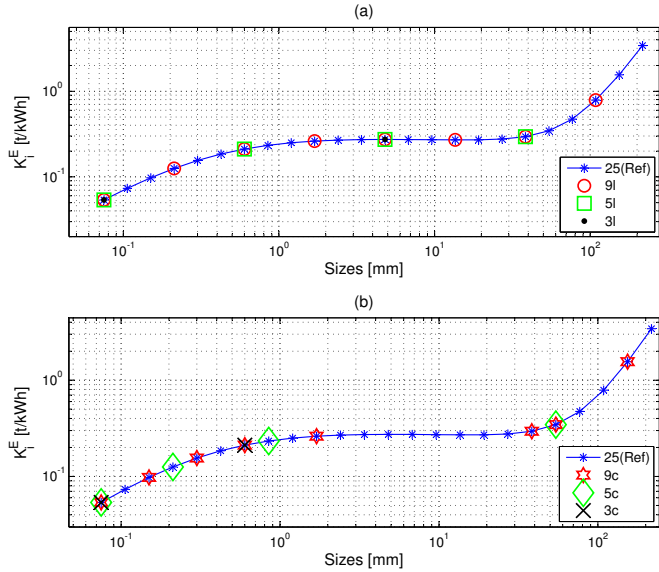 (a)
K_i^E [t/kWh]
10^0
10^-1
10^-1
10^0
10^1
10^2
Sizes [mm]
25(Ref)
9l
5l
3l
(b)
K_i^E [t/kWh]
10^0
10^-1
10^-1
10^0
10^1
10^2
Sizes [mm]
25(Ref)
9c
5c
3c